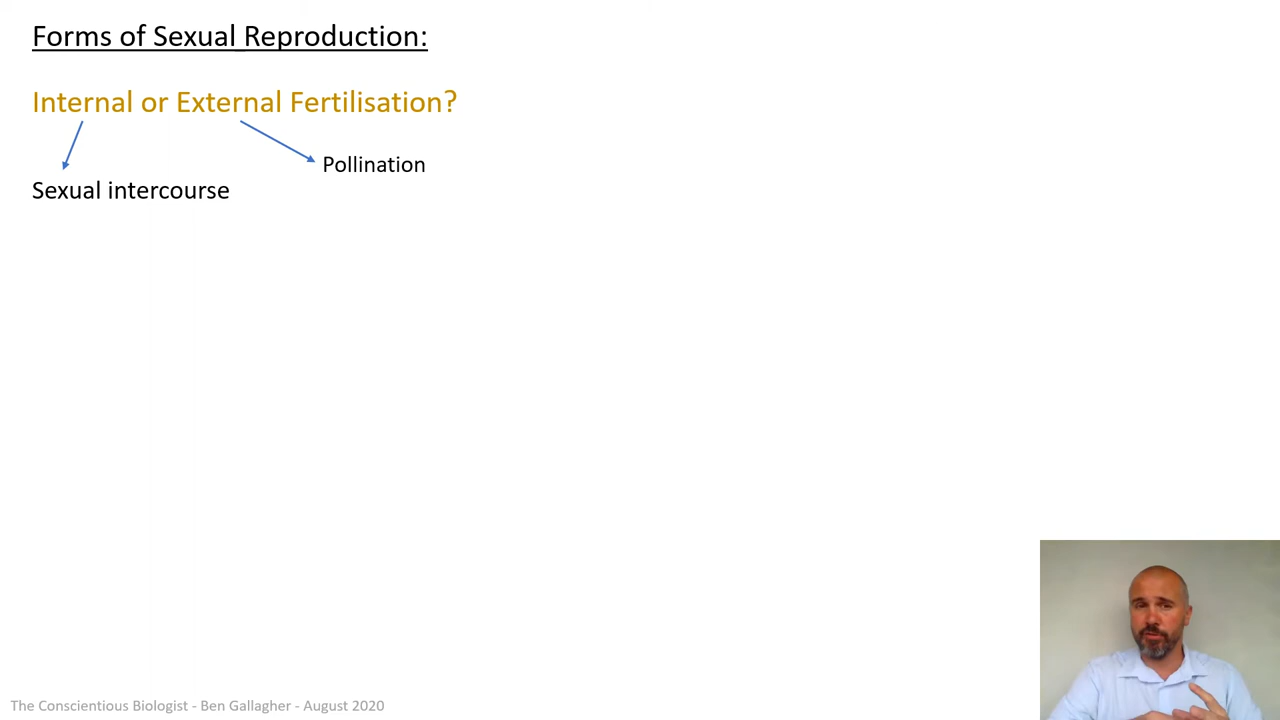 Forms of Sexual Reproduction:
Internal or External Fertilisation?
Pollination
Sexual intercourse
The Conscientious Biologist - Ben Gallagher - August 2020